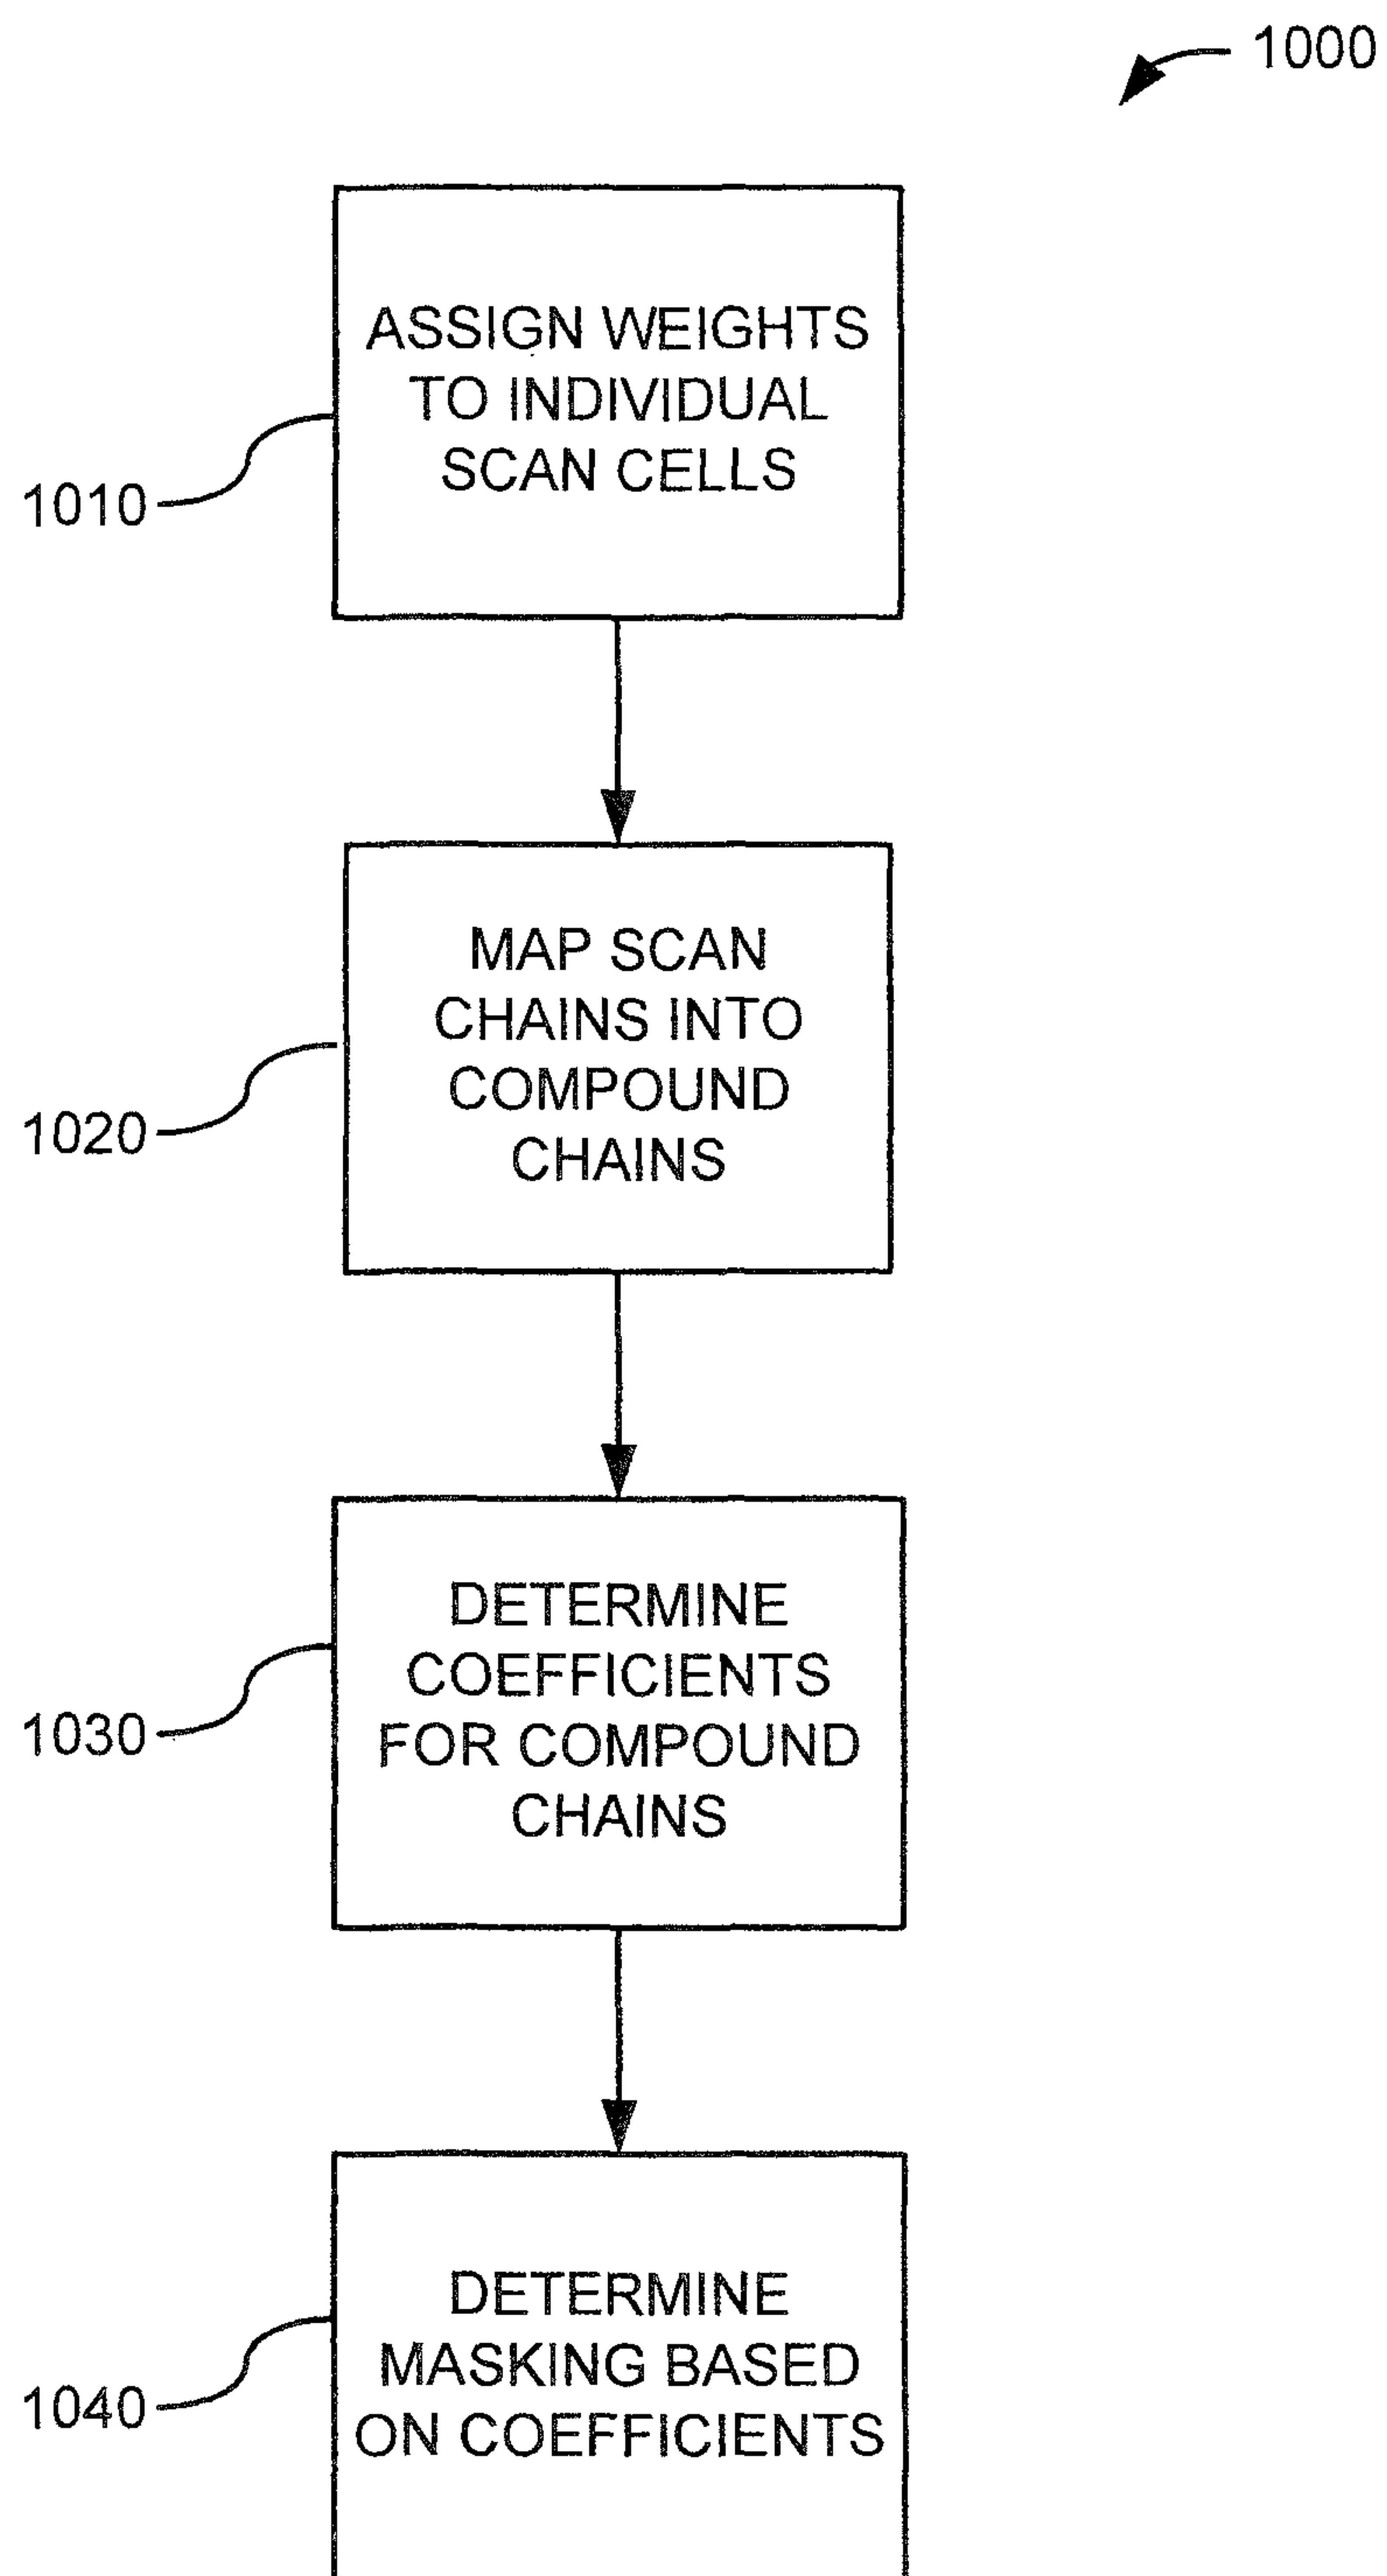 1000
ASSIGN WEIGHTS
TO INDIVIDUAL
SCAN CELLS
1010
MAP SCAN
CHAINS INTO
COMPOUND
CHAINS
1020
DETERMINE
COEFFICIENTS
FOR COMPOUND
CHAINS
1030
DETERMINE
MASKING BASED
ON COEFFICIENTS
1040